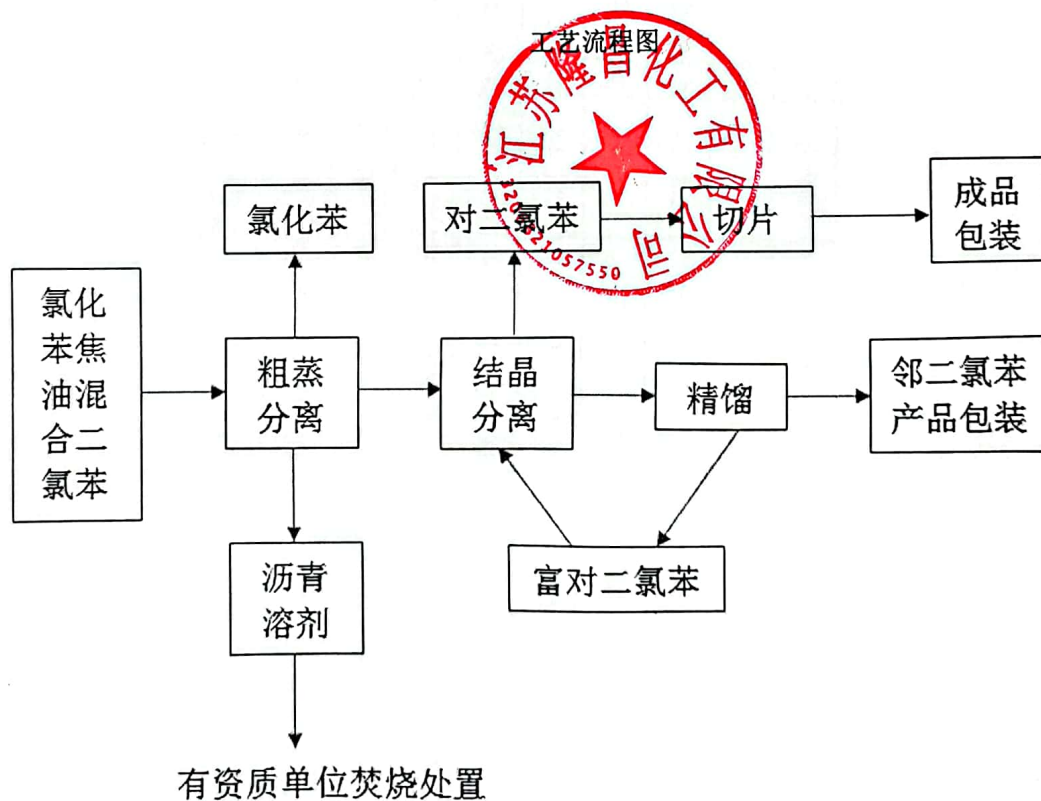 工艺流程图
江苏隆昌化工有限公司
氯化苯
对二氯苯
切片
成品
包装
氯化
苯焦
油混
合二
氯苯
粗蒸
分离
结晶
分离
精馏
邻二氯苯
产品包装
沥青
溶剂
富对二氯苯
有资质单位焚烧处置